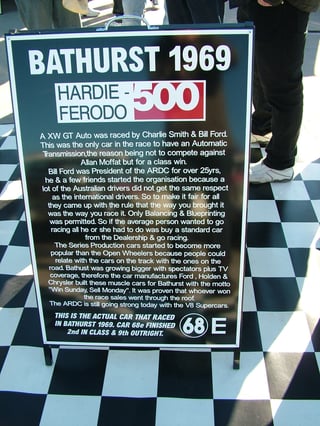 BATHURST 1969
HARDIE-
FERODO '500
A XW GT Auto was raced by Charlie Smith & Bill Ford.
This was the only car in the race to have an Automatic
Transmission,the reason being not to compete against
Allan Moffat but for a class win.
Bill Ford was President of the ARDC for over 25yrs,
he & a few friends started the organisation because a
lot of the Australian drivers did not get the same respect
as the international drivers. So to make it fair for all
they came up with the rule that the way you brought it
was the way you race it. Only Balancing & Blueprinting
was permitted. So if the average person wanted to go
racing all he or she had to do was buy a standard car
from the Dealership & go racing.
The Series Production cars started to become more
popular than the Open Wheelers because people could
relate with the cars on the track with the ones on the
road. Bathust was growing bigger with spectators plus T.V
coverage, therefore the car manufactures Ford , Holden &
Chrysler built these muscle cars for Bathurst with the motto
"Win Sunday, Sell Monday". It was proven that whoever won
the race sales went through the roof.
The ARDC is still going strong today with the V8 Supercars.
THIS IS THE ACTUAL CAR THAT RACED
IN BATHURST 1969. CAR 68e FINISHED
2nd IN CLASS & 9th OUTRIGHT.
68 E